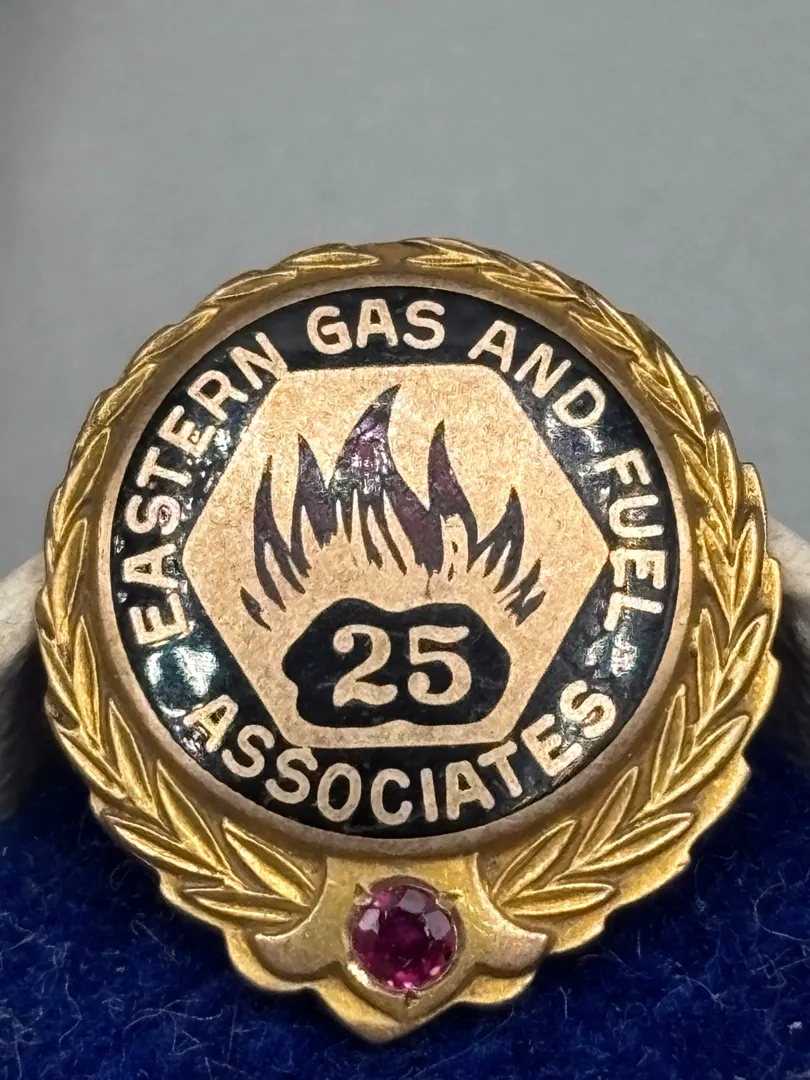 EASTERN GAS AND FUEL
ASSOCIATES
25